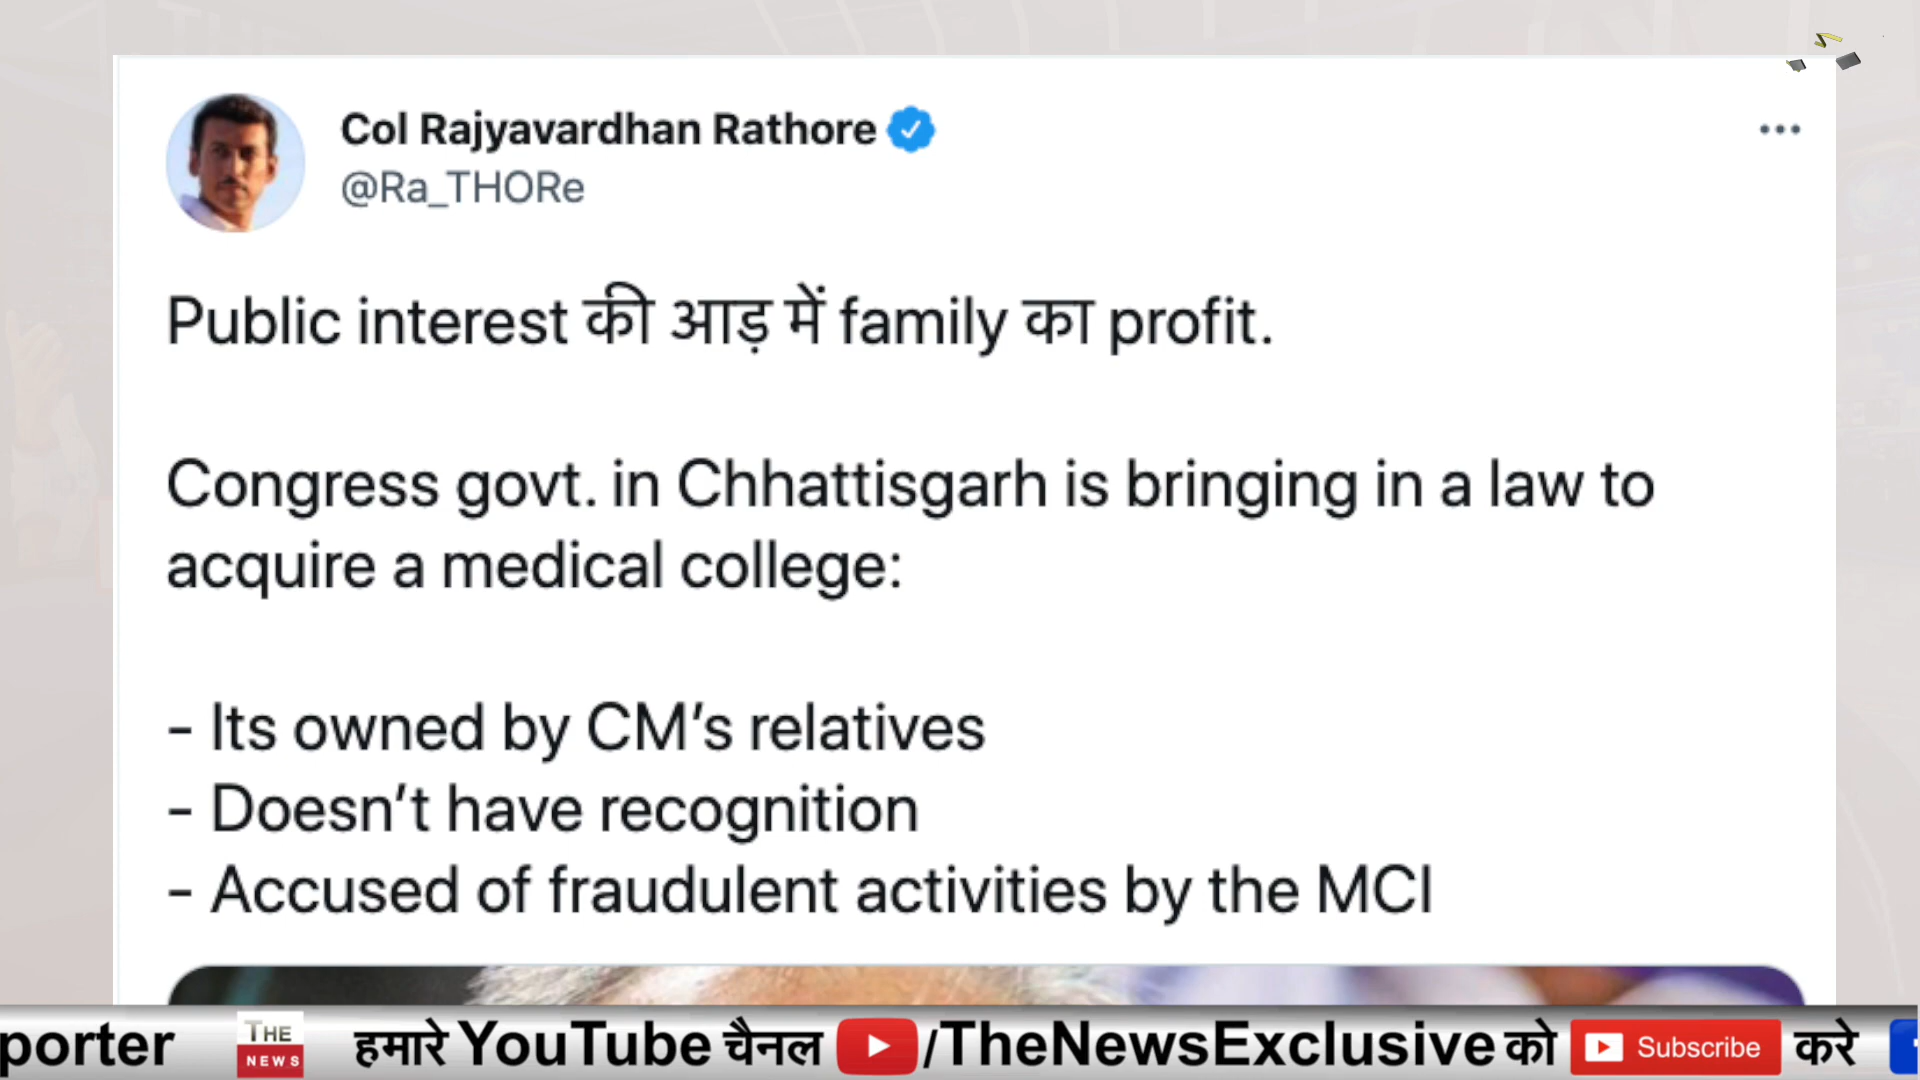 Col Rajyavardhan Rathore
@Ra_THORe
Public interest की आड़ में family का profit.
Congress govt. in Chhattisgarh is bringing in a law to
acquire a medical college:
- Its owned by CM's relatives
- Doesn't have recognition
- Accused of fraudulent activities by the MCI
porter THE NEWS हमारे YouTube चैनल /TheNewsExclusive को Subscribe करे